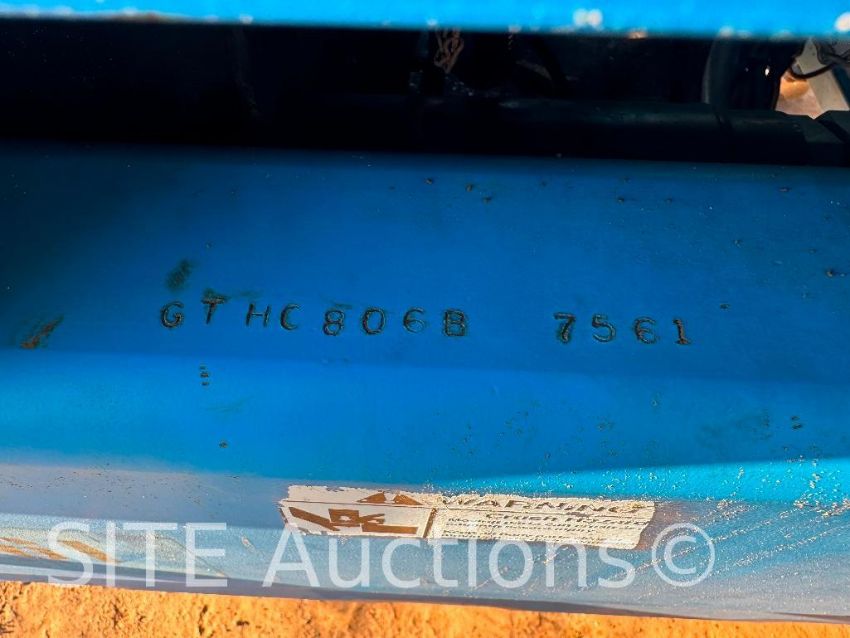 GTHC806B 7561
WARNING
SITE Auctions©